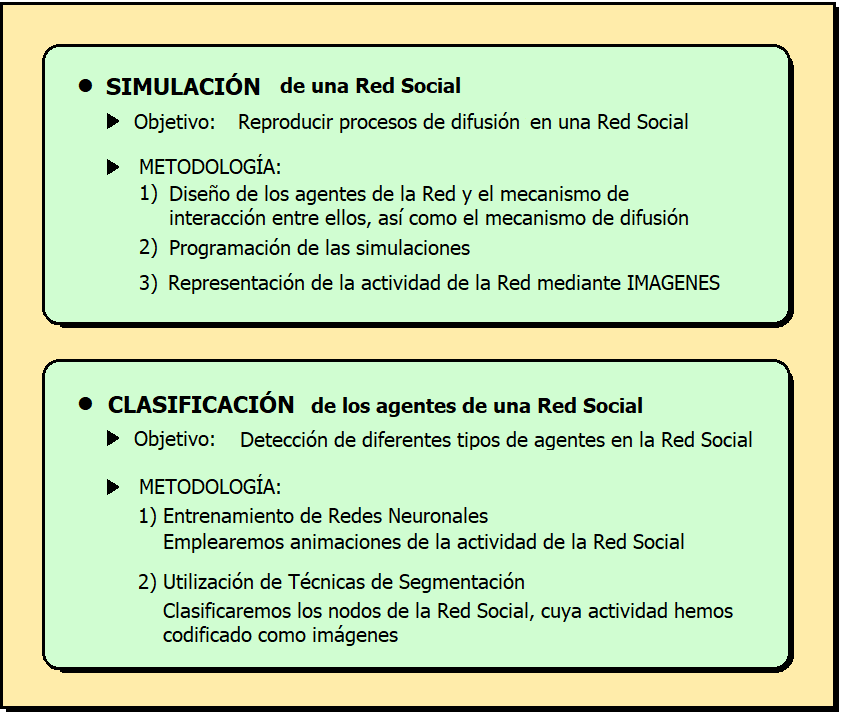 ● SIMULACIÓN de una Red Social
▶ Objetivo: Reproducir procesos de difusión en una Red Social
▶ METODOLOGÍA:
1) Diseño de los agentes de la Red y el mecanismo de
interacción entre ellos, así como el mecanismo de difusión
2) Programación de las simulaciones
3) Representación de la actividad de la Red mediante IMAGENES
● CLASIFICACIÓN de los agentes de una Red Social
▶ Objetivo: Detección de diferentes tipos de agentes en la Red Social
▶ METODOLOGÍA:
1) Entrenamiento de Redes Neuronales
Emplearemos animaciones de la actividad de la Red Social
2) Utilización de Técnicas de Segmentación
Clasificaremos los nodos de la Red Social, cuya actividad hemos
codificado como imágenes